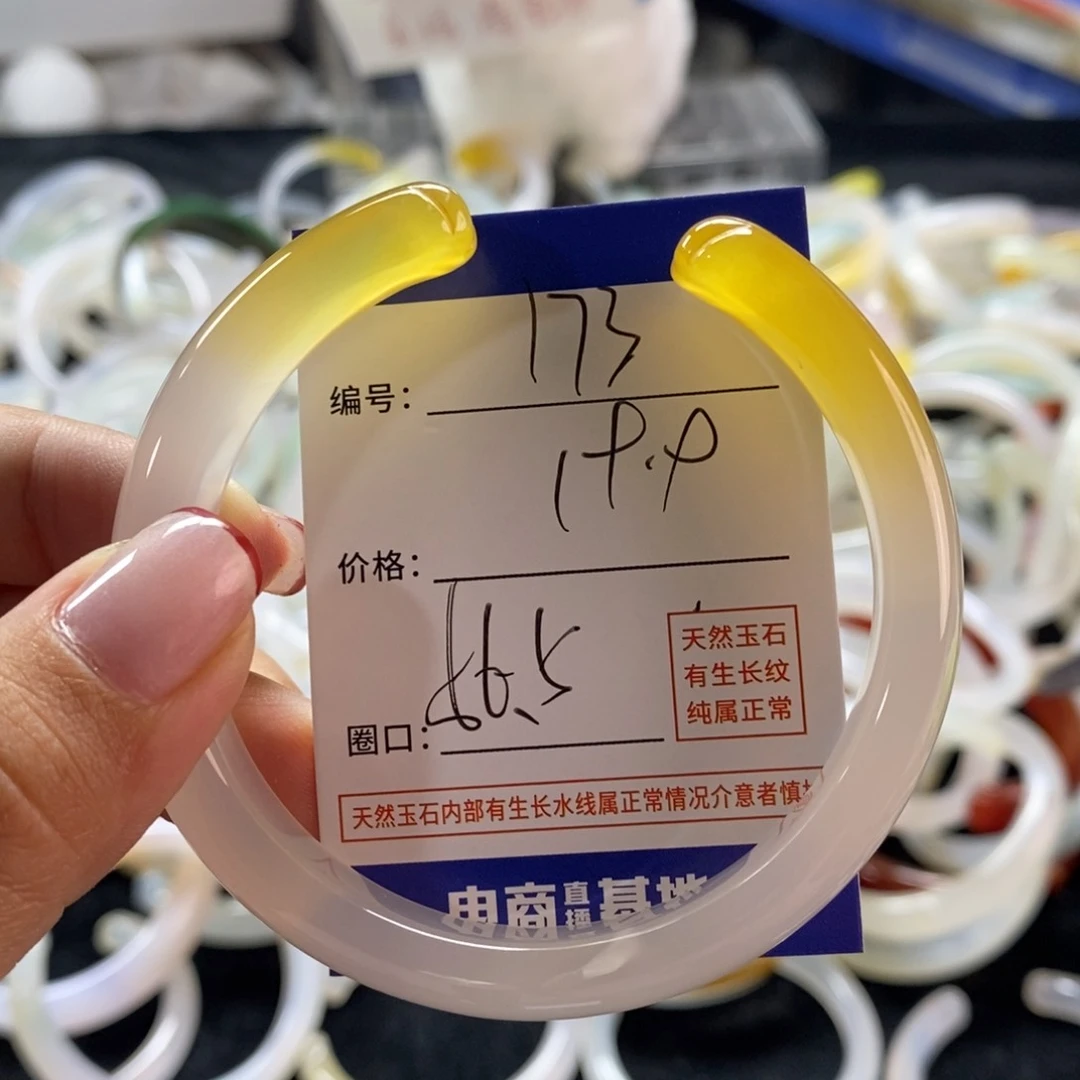 编号: 173
价格:
圈口: 56.5
天然玉石
有生长纹
纯属正常
天然玉石内部有生长水线属正常情况介意者慎
电商直播基地